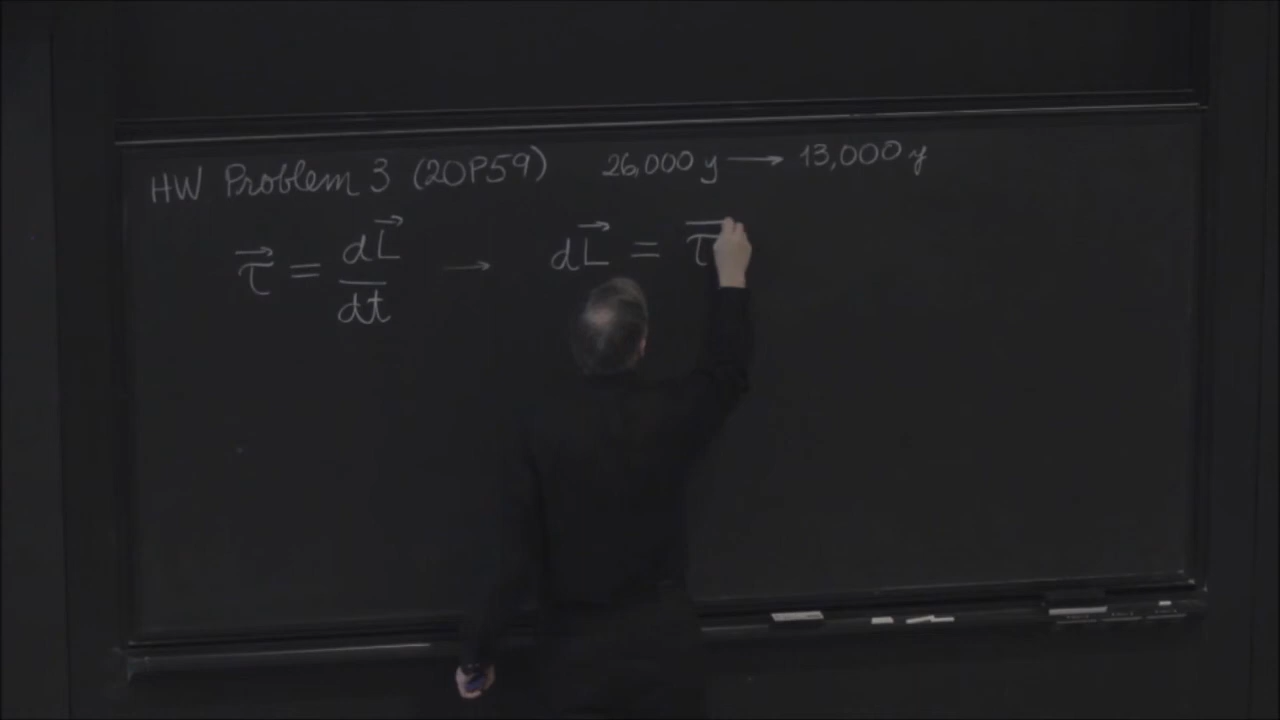 HW Problem 3 (20P59) 26,000 y → 13,000 y
τ⃗ = dL⃗/dt → dL⃗ = τ⃗